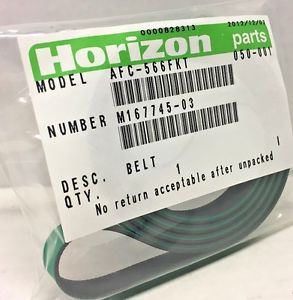 0000828313 2012/12/07
Horizon parts
MODEL AFC-566FKT 050-001
NUMBER M167745-03
DESC. BELT
QTY. 1 1
No return acceptable after unpacked